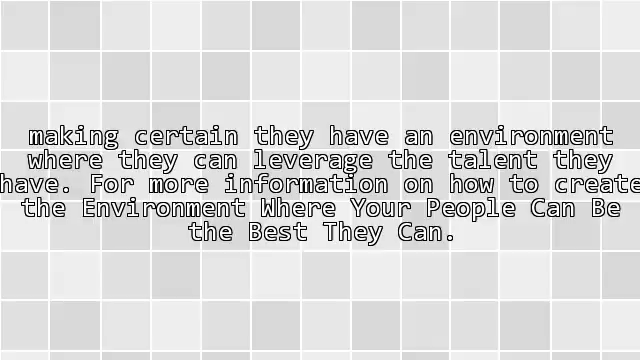 making certain they have an environment
where they can leverage the talent they
have. For more information on how to create
the Environment Where Your People Can Be
the Best They Can.